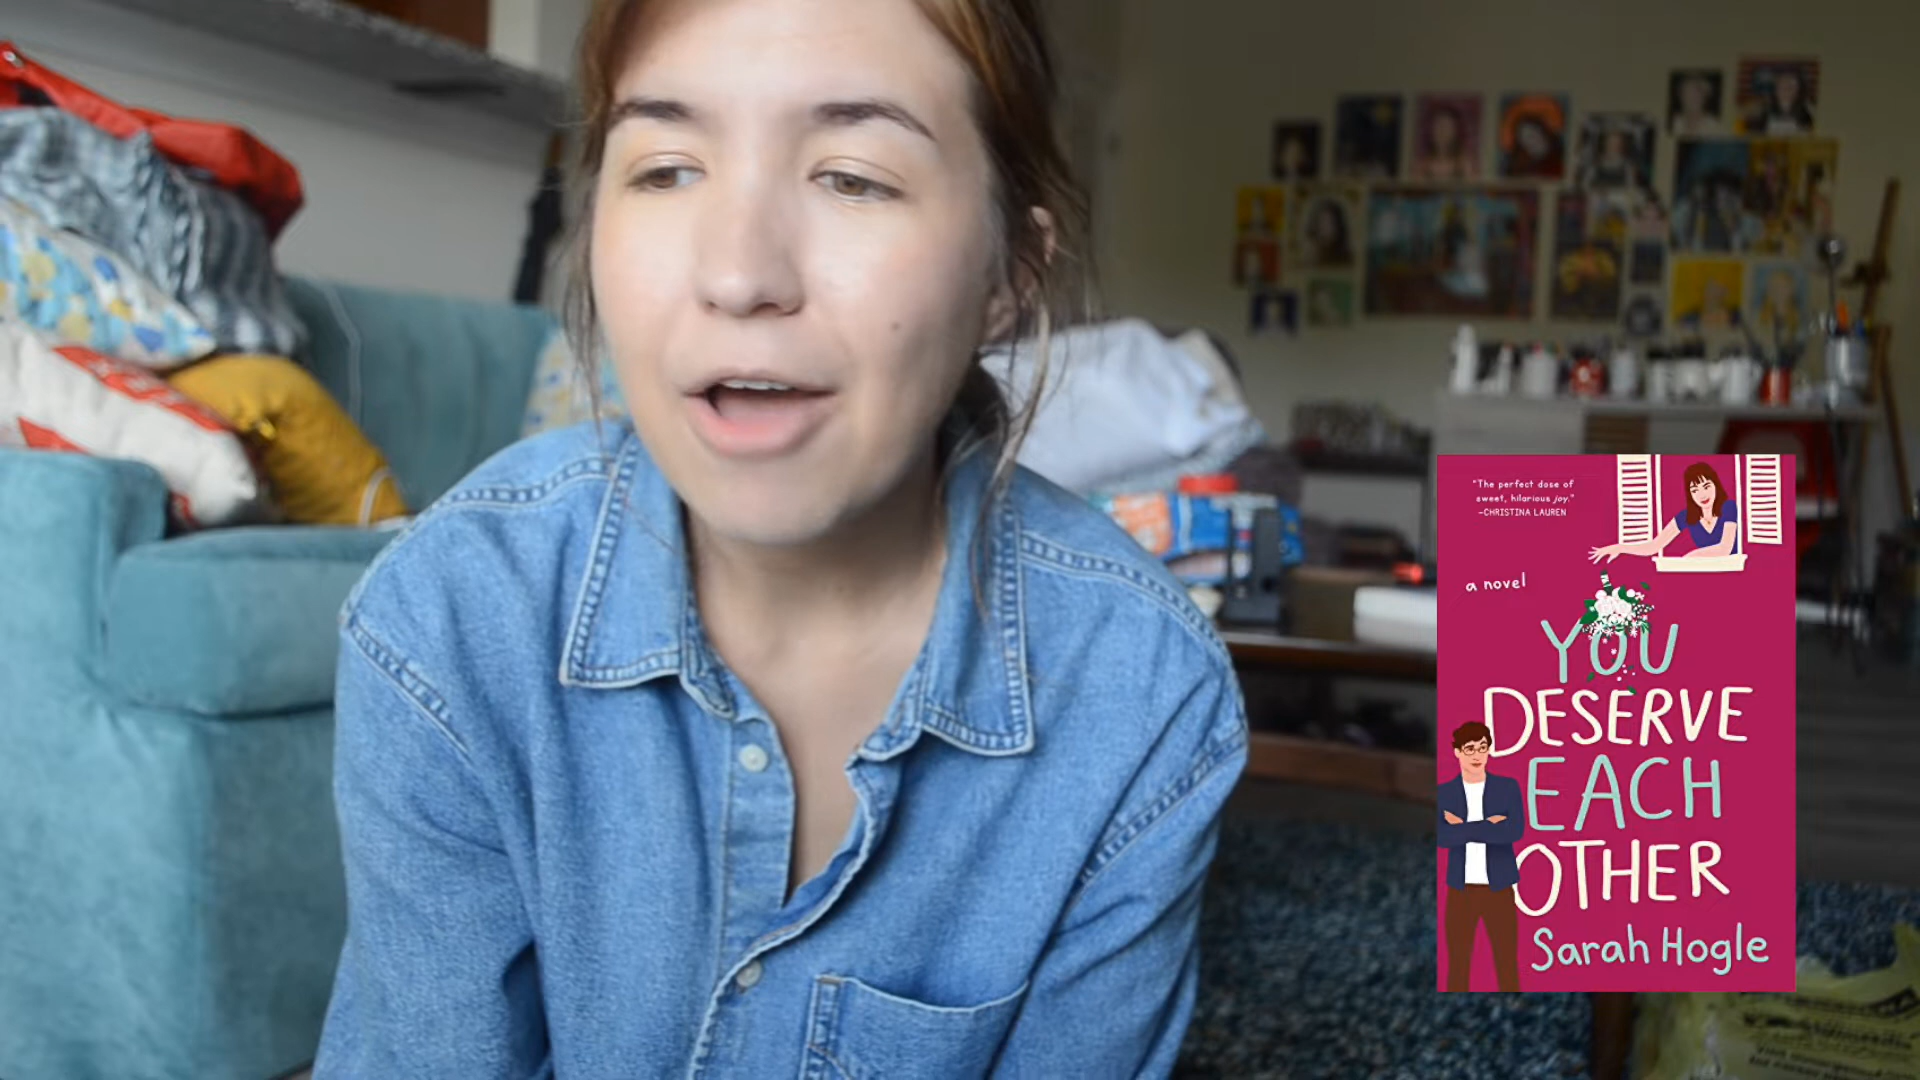 "The perfect dose of
sweet, hilarious joy."
-CHRISTINA LAUREN
a novel
YOU
DESERVE
EACH
OTHER
Sarah Hogle